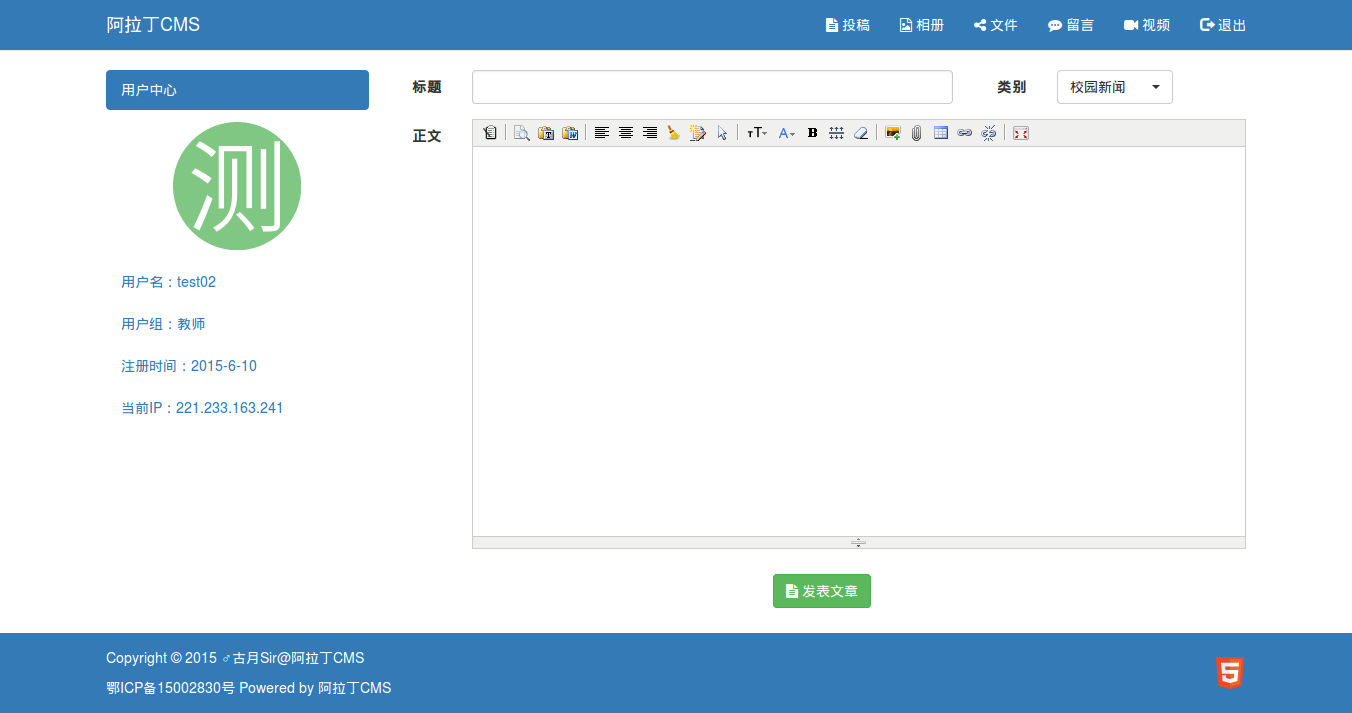 阿拉丁CMS 投稿 相册 文件 留言 视频 退出
用户中心
标题 类别 校园新闻
正文
测
用户名：test02
用户组：教师
注册时间：2015-6-10
当前IP：221.233.163.241
发表文章
Copyright © 2015 ♂古月Sir@阿拉丁CMS
鄂ICP备15002830号 Powered by 阿拉丁CMS